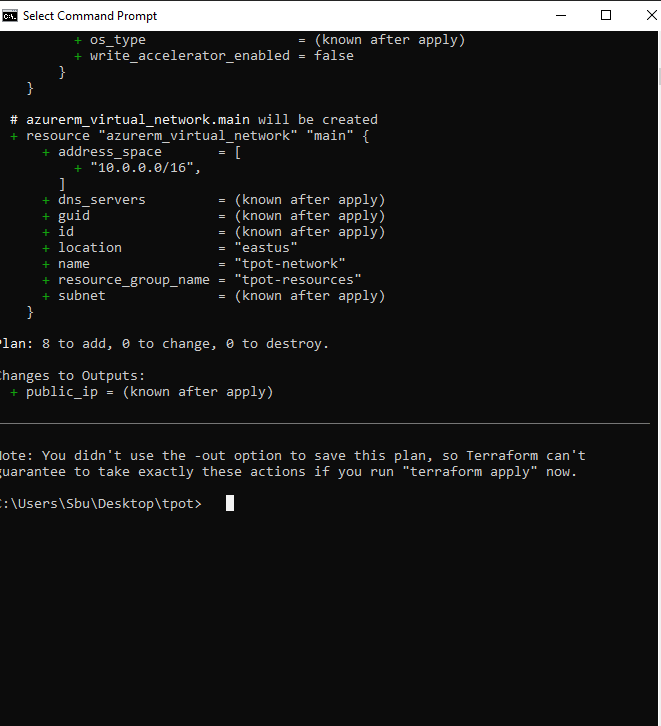 Select Command Prompt
+ os_type = (known after apply)
+ write_accelerator_enabled = false
}
}
# azurerm_virtual_network.main will be created
+ resource "azurerm_virtual_network" "main" {
+ address_space = [
+ "10.0.0.0/16",
]
+ dns_servers = (known after apply)
+ guid = (known after apply)
+ id = (known after apply)
+ location = "eastus"
+ name = "tpot-network"
+ resource_group_name = "tpot-resources"
+ subnet = (known after apply)
}
Plan: 8 to add, 0 to change, 0 to destroy.
Changes to Outputs:
+ public_ip = (known after apply)
Note: You didn't use the -out option to save this plan, so Terraform can't
guarantee to take exactly these actions if you run "terraform apply" now.
C:\Users\Sbu\Desktop\tpot>